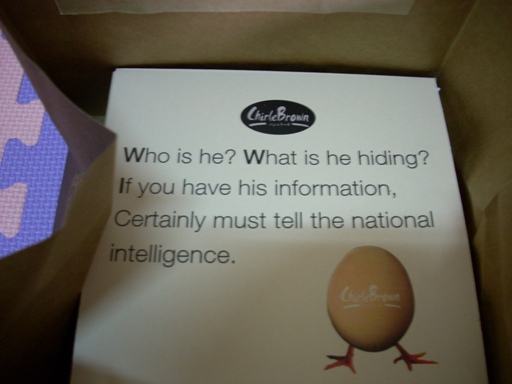 ChirleBrown
Who is he? What is he hiding?
If you have his information,
Certainly must tell the national
intelligence.
ChirleBrown